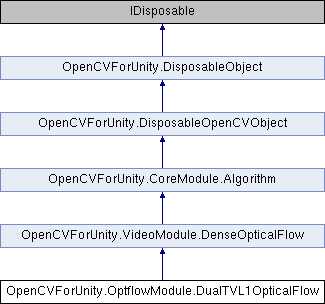 IDisposable
OpenCVForUnity.DisposableObject
OpenCVForUnity.DisposableOpenCVObject
OpenCVForUnity.CoreModule.Algorithm
OpenCVForUnity.VideoModule.DenseOpticalFlow
OpenCVForUnity.OptflowModule.DualTVL1OpticalFlow